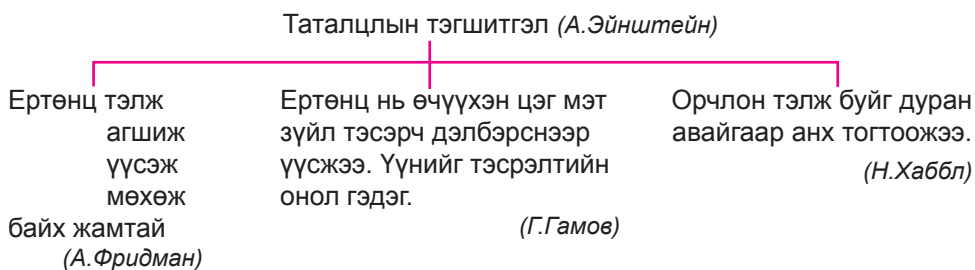 Таталцлын тэгшитгэл (А.Эйнштейн)
Ертөнц тэлж
агшиж
үүсэж
мөхөж
байх жамтай
(А.Фридман)
Ертөнц нь өчүүхэн цэг мэт
зүйл тэсэрч дэлбэрснээр
үүсжээ. Үүнийг тэсрэлтийн
онол гэдэг.
(Г.Гамов)
Орчлон тэлж буйг дуран
авайгаар анх тогтоожээ.
(Н.Хаббл)